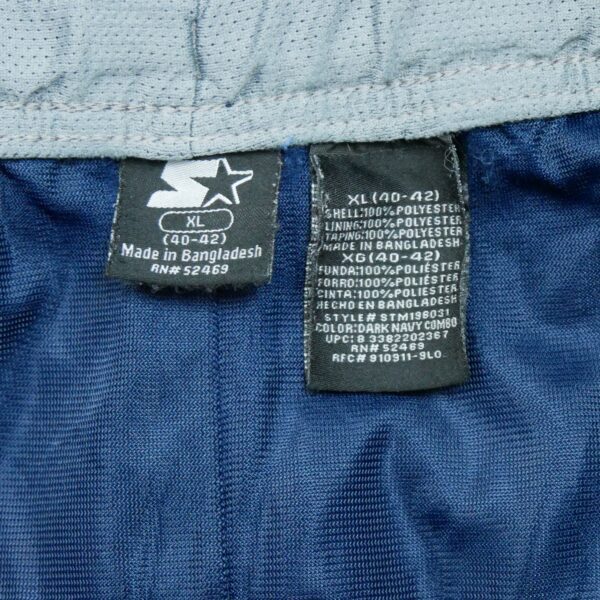 XL
(40-42)
Made in Bangladesh
RN# 52469
XL(40-42)
SHELL:100%POLYESTER
LINING:100%POLYESTER
TAPING:100%POLYESTER
MADE IN BANGLADESH
XG(40-42)
FUNDA:100%POLIÉSTER
FORRO:100%POLIÉSTER
CINTA:100%POLIÉSTER
HECHO EN BANGLADESH
STYLE# STM196031
COLOR:DARK NAVY COMBO
UPC: 8 3382202367
RN# 52469
RFC# 910911-9L0